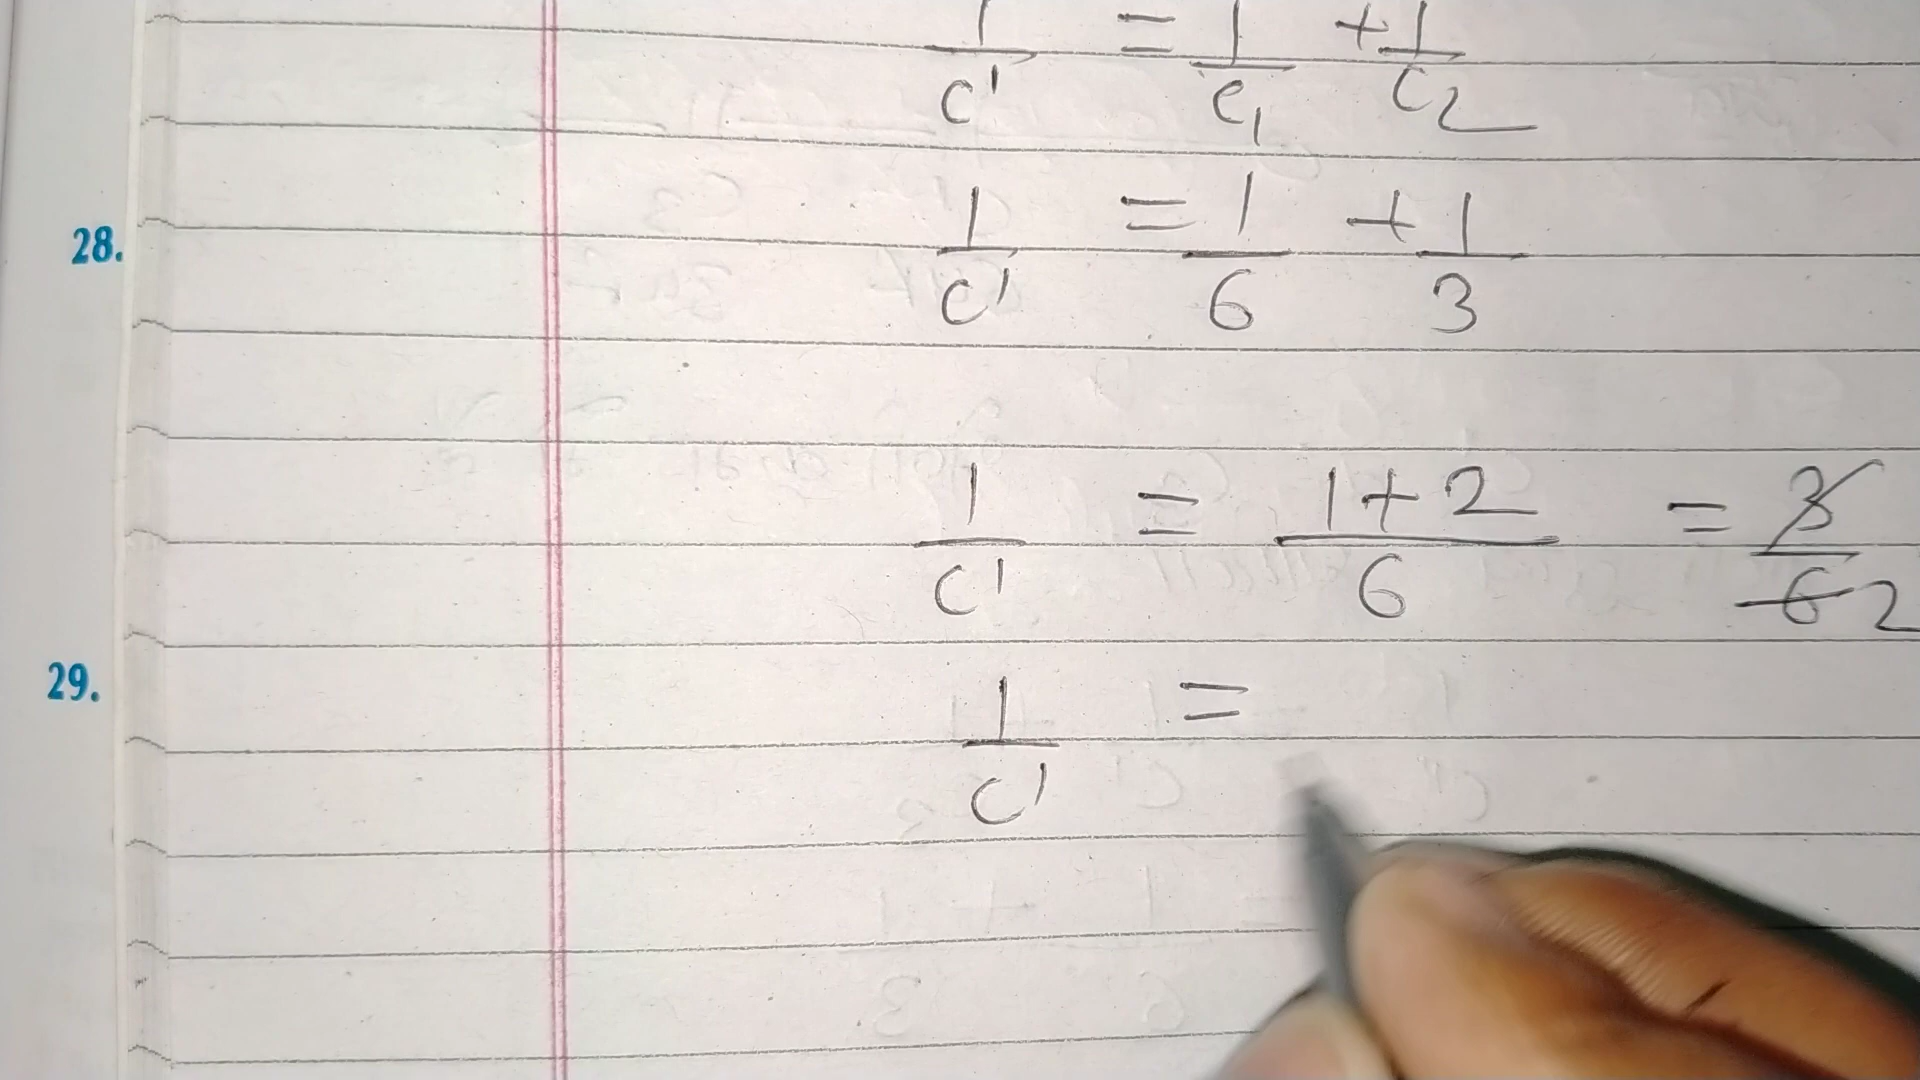 1/C' = 1/C1 + 1/C2
28.
1/C' = 1/6 + 1/3
1/C' = 1+2/6 = 3/6 2
29.
1/C' =